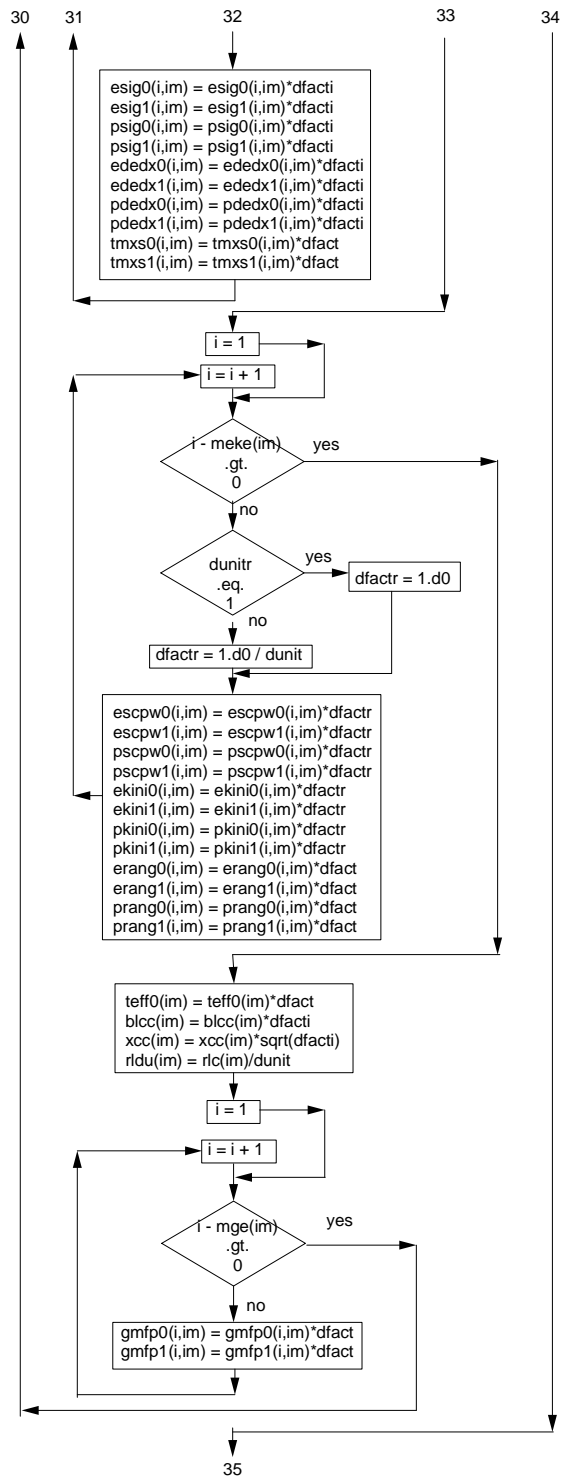 30 31 32 33 34
esig0(i,im) = esig0(i,im)*dfacti
esig1(i,im) = esig1(i,im)*dfacti
psig0(i,im) = psig0(i,im)*dfacti
psig1(i,im) = psig1(i,im)*dfacti
ededx0(i,im) = ededx0(i,im)*dfacti
ededx1(i,im) = ededx1(i,im)*dfacti
pdedx0(i,im) = pdedx0(i,im)*dfacti
pdedx1(i,im) = pdedx1(i,im)*dfacti
tmxs0(i,im) = tmxs0(i,im)*dfact
tmxs1(i,im) = tmxs1(i,im)*dfact
i = 1
i = i + 1
i - meke(im)
.gt.
0
yes
no
dunitr
.eq.
1
yes
dfactr = 1.d0
no
dfactr = 1.d0 / dunit
escpw0(i,im) = escpw0(i,im)*dfactr
escpw1(i,im) = escpw1(i,im)*dfactr
pscpw0(i,im) = pscpw0(i,im)*dfactr
pscpw1(i,im) = pscpw1(i,im)*dfactr
ekini0(i,im) = ekini0(i,im)*dfactr
ekini1(i,im) = ekini1(i,im)*dfactr
pkini0(i,im) = pkini0(i,im)*dfactr
pkini1(i,im) = pkini1(i,im)*dfactr
erang0(i,im) = erang0(i,im)*dfact
erang1(i,im) = erang1(i,im)*dfact
prang0(i,im) = prang0(i,im)*dfact
prang1(i,im) = prang1(i,im)*dfact
teff0(im) = teff0(im)*dfact
blcc(im) = blcc(im)*dfacti
xcc(im) = xcc(im)*sqrt(dfacti)
rldu(im) = rlc(im)/dunit
i = 1
i = i + 1
i - mge(im)
.gt.
0
yes
no
gmfp0(i,im) = gmfp0(i,im)*dfact
gmfp1(i,im) = gmfp1(i,im)*dfact
35